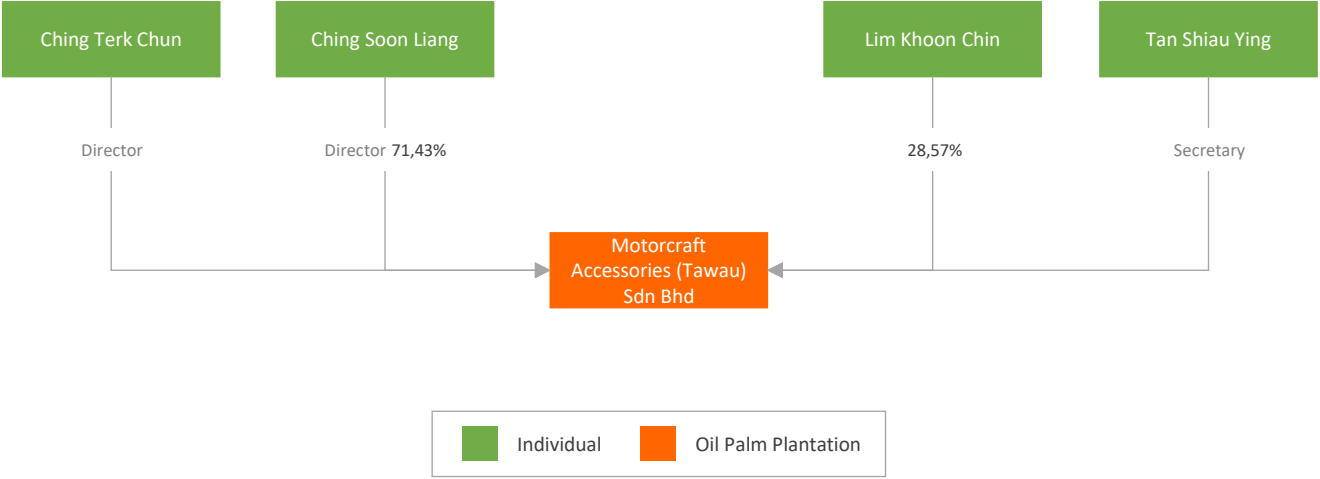 Ching Terk Chun
Ching Soon Liang
Lim Khoon Chin
Tan Shiau Ying
Director
Director 71,43%
28,57%
Secretary
Motorcraft
Accessories (Tawau)
Sdn Bhd
Individual
Oil Palm Plantation